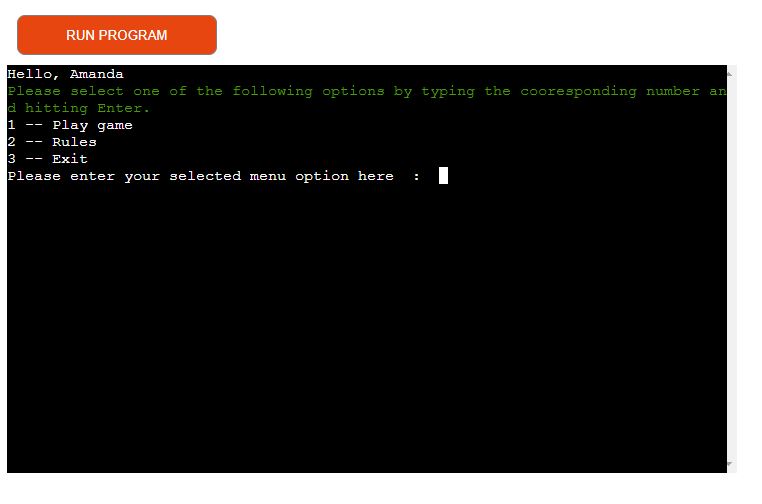 RUN PROGRAM
Hello, Amanda
Please select one of the following options by typing the cooresponding number an
d hitting Enter.
1 -- Play game
2 -- Rules
3 -- Exit
Please enter your selected menu option here  :